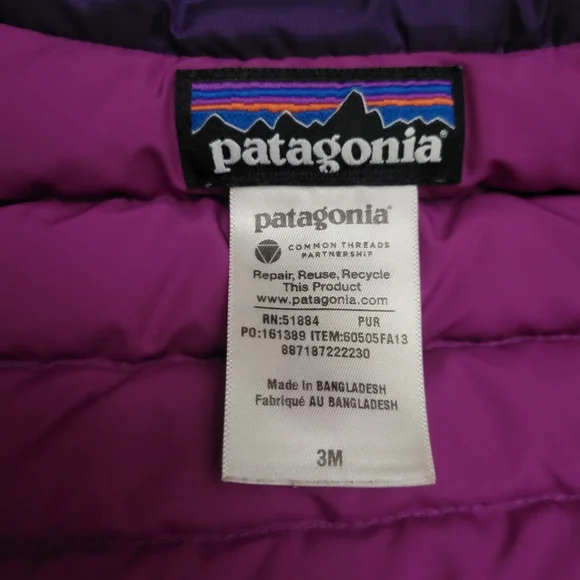 patagonia®
patagonia®
COMMON THREADS
PARTNERSHIP
Repair, Reuse, Recycle
This Product
www.patagonia.com
RN:51884 PUR
PO:161389 ITEM:60505FA13
887187222230
Made in BANGLADESH
Fabriqué AU BANGLADESH
3M